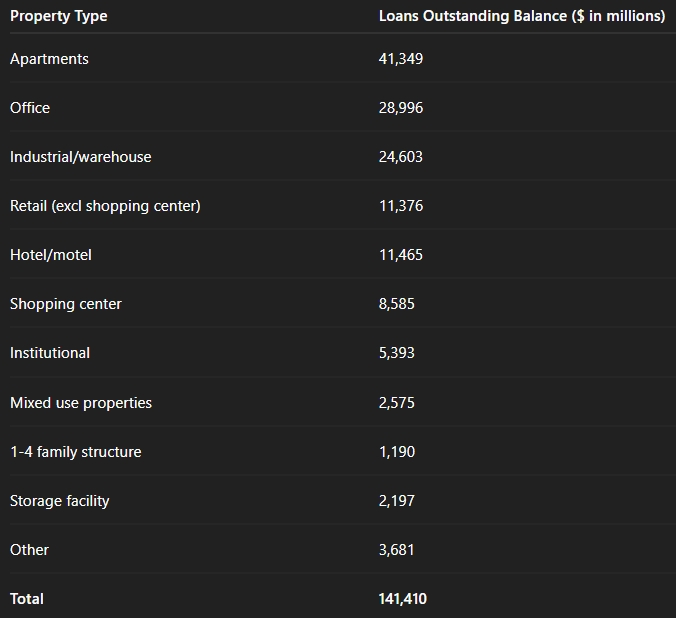 Property Type Loans Outstanding Balance ($ in millions)
Apartments 41,349
Office 28,996
Industrial/warehouse 24,603
Retail (excl shopping center) 11,376
Hotel/motel 11,465
Shopping center 8,585
Institutional 5,393
Mixed use properties 2,575
1-4 family structure 1,190
Storage facility 2,197
Other 3,681
Total 141,410